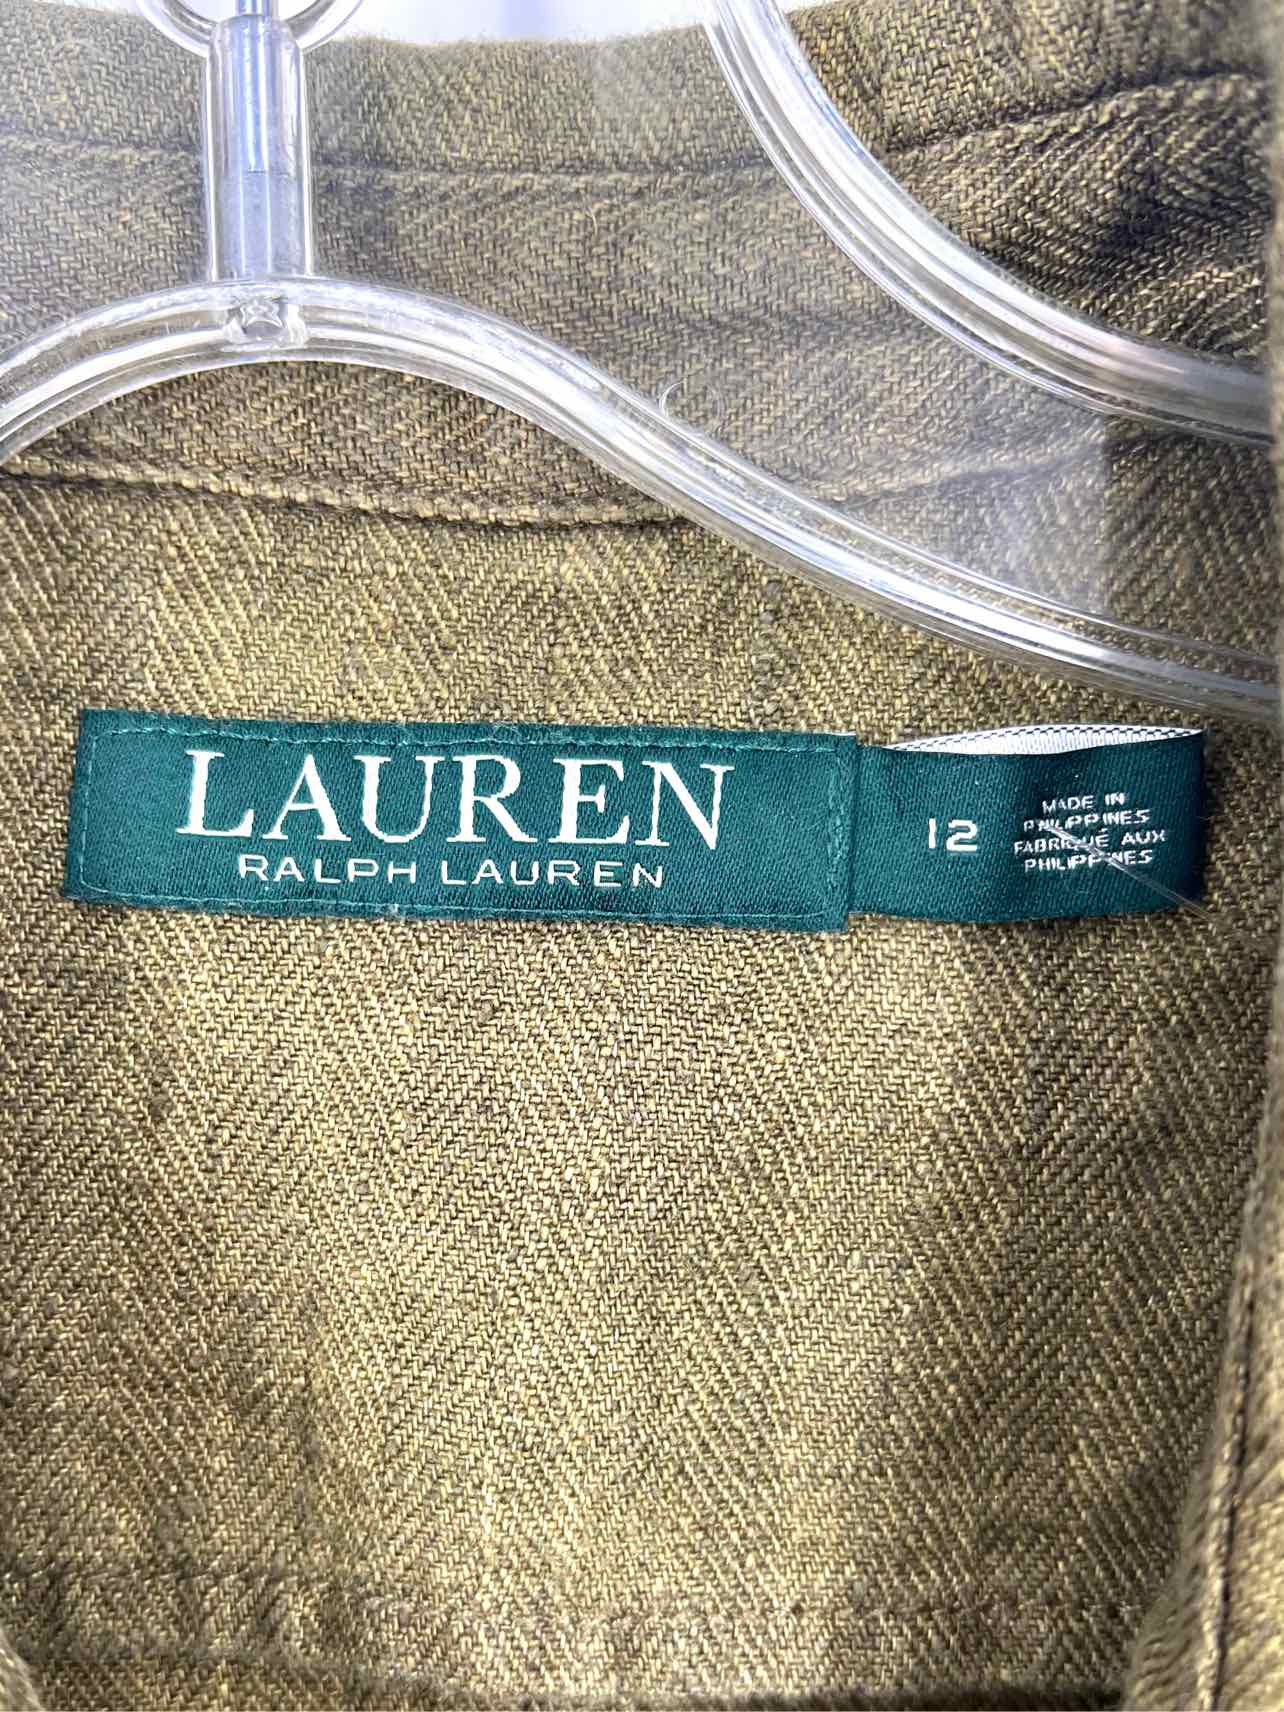 LAUREN
RALPH LAUREN
12
MADE IN
PHILIPPINES
FABRIQUÉ AUX
PHILIPPINES